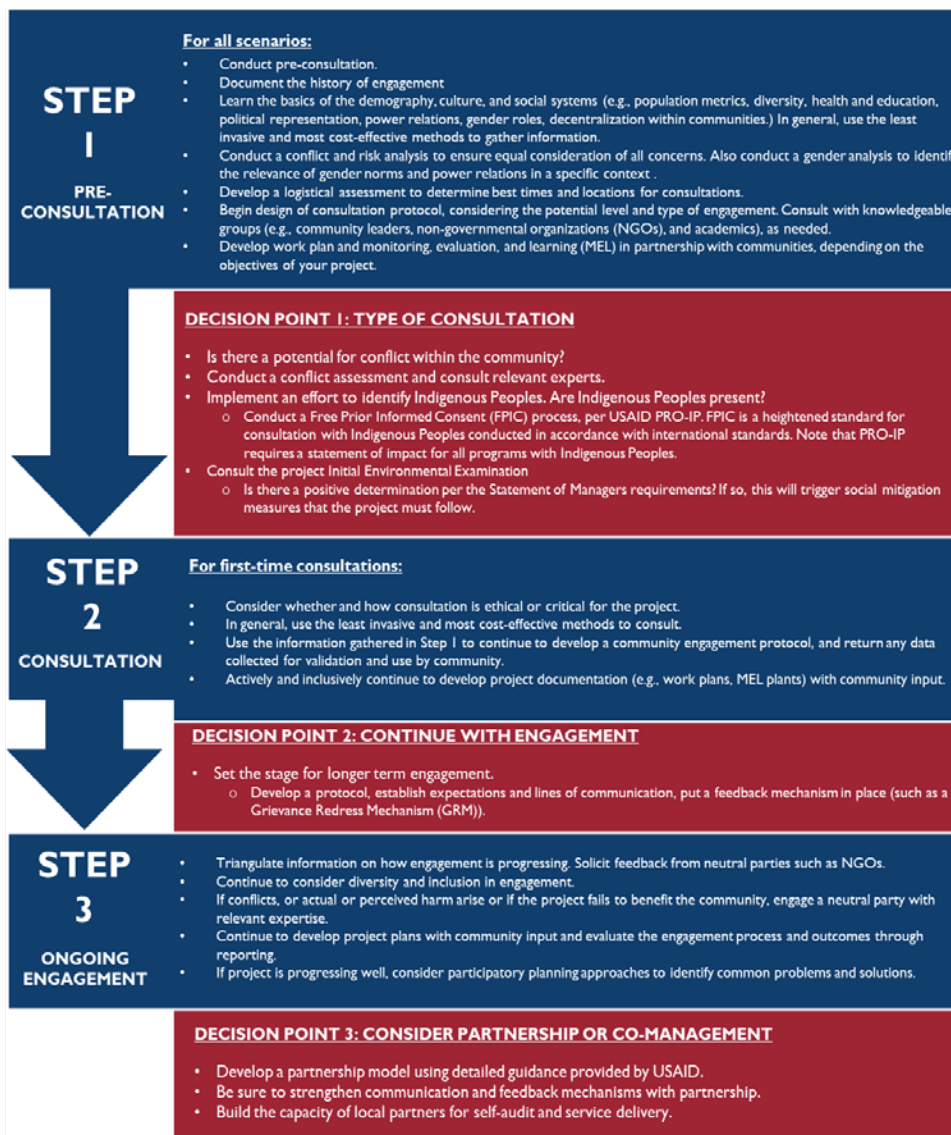 STEP
1
PRE-
CONSULTATION
For all scenarios:
• Conduct pre-consultation.
• Document the history of engagement
• Learn the basics of the demography, culture, and social systems (e.g., population metrics, diversity, health and education,
political representation, power relations, gender roles, decentralization within communities.) In general, use the least
invasive and most cost-effective methods to gather information.
• Conduct a conflict and risk analysis to ensure equal consideration of all concerns. Also conduct a gender analysis to identif
the relevance of gender norms and power relations in a specific context .
• Develop a logistical assessment to determine best times and locations for consultations.
• Begin design of consultation protocol, considering the potential level and type of engagement. Consult with knowledgeable
groups (e.g., community leaders, non-governmental organizations (NGOs), and academics), as needed.
• Develop work plan and monitoring, evaluation, and learning (MEL) in partnership with communities, depending on the
objectives of your project.
DECISION POINT 1: TYPE OF CONSULTATION
• Is there a potential for conflict within the community?
• Conduct a conflict assessment and consult relevant experts.
• Implement an effort to identify Indigenous Peoples. Are Indigenous Peoples present?
o Conduct a Free Prior Informed Consent (FPIC) process, per USAID PRO-IP. FPIC is a heightened standard for
consultation with Indigenous Peoples conducted in accordance with international standards. Note that PRO-IP
requires a statement of impact for all programs with Indigenous Peoples.
• Consult the project Initial Environmental Examination
o Is there a positive determination per the Statement of Managers requirements? If so, this will trigger social mitigation
measures that the project must follow.
STEP
2
CONSULTATION
For first-time consultations:
• Consider whether and how consultation is ethical or critical for the project.
• In general, use the least invasive and most cost-effective methods to consult.
• Use the information gathered in Step 1 to continue to develop a community engagement protocol, and return any data
collected for validation and use by community.
• Actively and inclusively continue to develop project documentation (e.g., work plans, MEL plants) with community input.
DECISION POINT 2: CONTINUE WITH ENGAGEMENT
• Set the stage for longer term engagement.
o Develop a protocol, establish expectations and lines of communication, put a feedback mechanism in place (such as a
Grievance Redress Mechanism (GRM)).
STEP
3
ONGOING
ENGAGEMENT
• Triangulate information on how engagement is progressing. Solicit feedback from neutral parties such as NGOs.
• Continue to consider diversity and inclusion in engagement.
• If conflicts, or actual or perceived harm arise or if the project fails to benefit the community, engage a neutral party with
relevant expertise.
• Continue to develop project plans with community input and evaluate the engagement process and outcomes through
reporting.
• If project is progressing well, consider participatory planning approaches to identify common problems and solutions.
DECISION POINT 3: CONSIDER PARTNERSHIP OR CO-MANAGEMENT
• Develop a partnership model using detailed guidance provided by USAID.
• Be sure to strengthen communication and feedback mechanisms with partnership.
• Build the capacity of local partners for self-audit and service delivery.